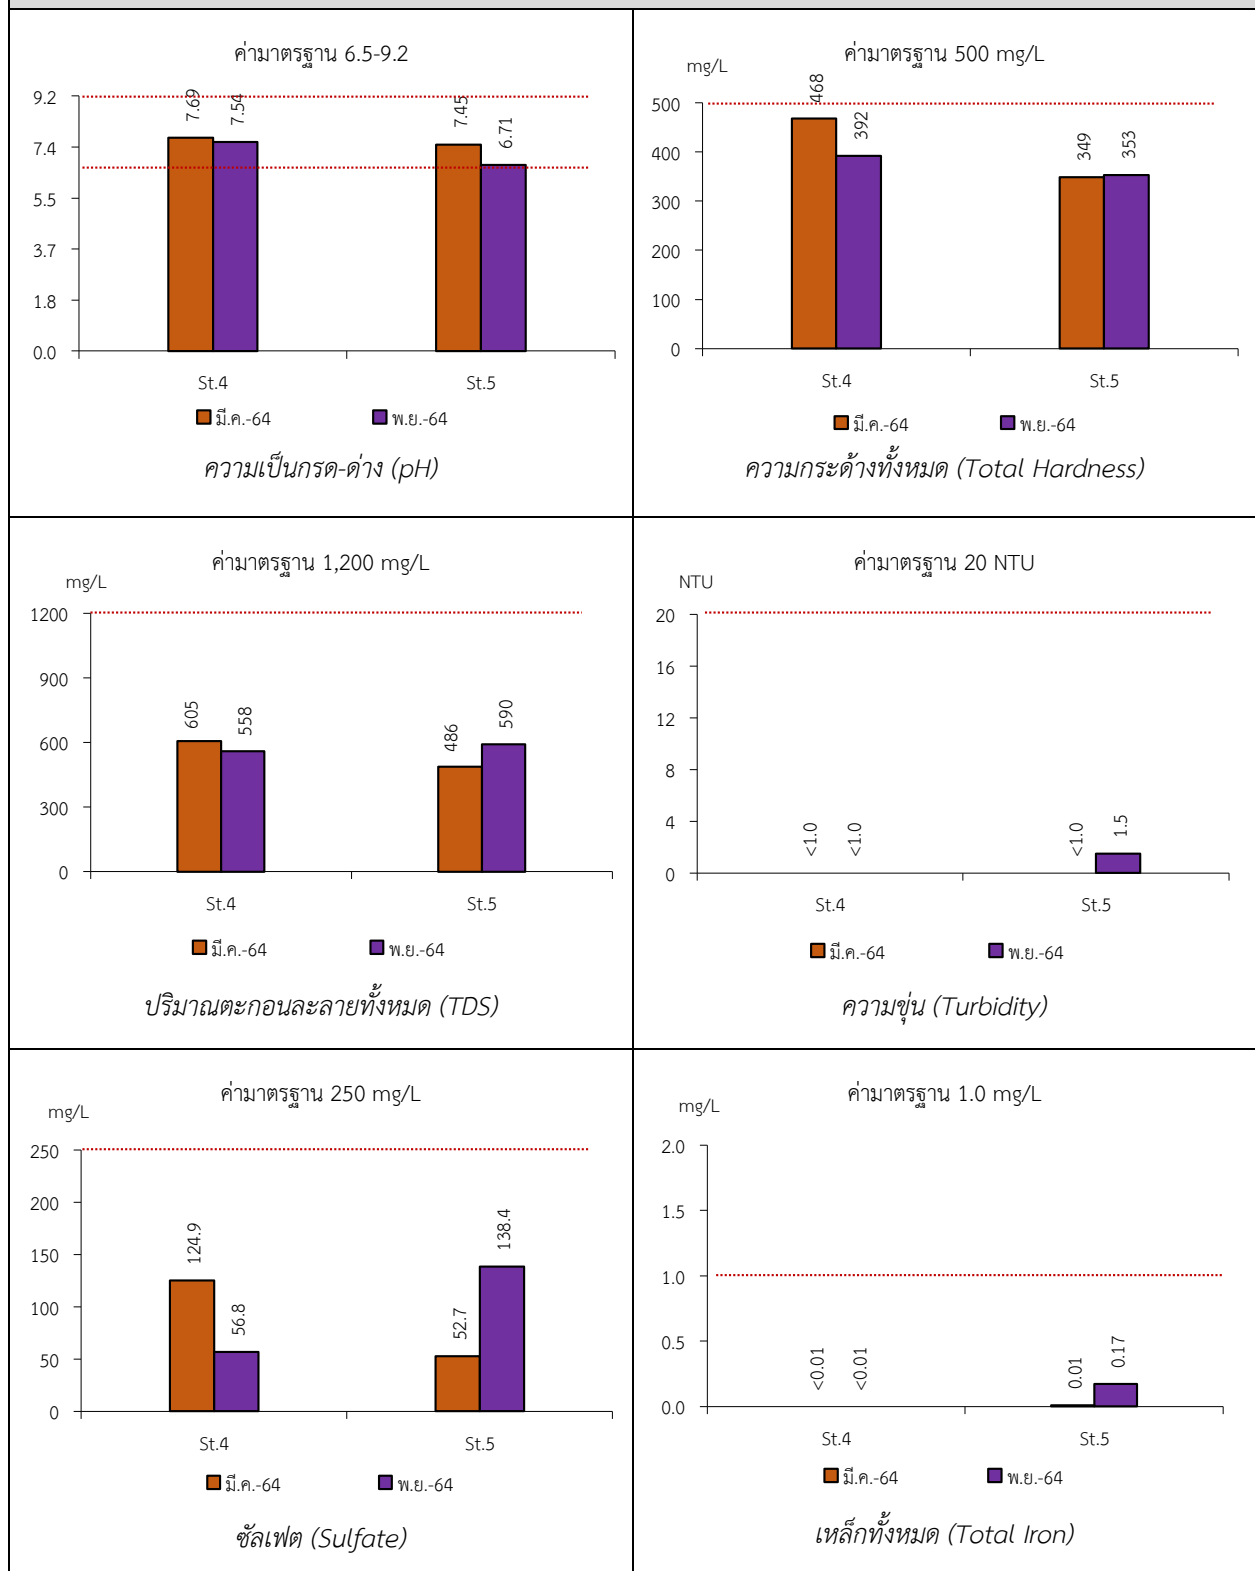 ค่ามาตรฐาน 6.5-9.2
9.2
7.4
5.5
3.7
1.8
0.0
7.69
7.54
7.45
6.71
St.4
St.5
มี.ค.-64
พ.ย.-64
ความเป็นกรด-ด่าง (pH)
ค่ามาตรฐาน 500 mg/L
mg/L
500
400
300
200
100
0
468
392
349
353
St.4
St.5
มี.ค.-64
พ.ย.-64
ความกระด้างทั้งหมด (Total Hardness)
ค่ามาตรฐาน 1,200 mg/L
mg/L
1200
900
600
300
0
605
558
486
590
St.4
St.5
มี.ค.-64
พ.ย.-64
ปริมาณตะกอนละลายทั้งหมด (TDS)
ค่ามาตรฐาน 20 NTU
NTU
20
16
12
8
4
0
<1.0
<1.0
<1.0
1.5
St.4
St.5
มี.ค.-64
พ.ย.-64
ความขุ่น (Turbidity)
ค่ามาตรฐาน 250 mg/L
mg/L
250
200
150
100
50
0
124.9
56.8
52.7
138.4
St.4
St.5
มี.ค.-64
พ.ย.-64
ซัลเฟต (Sulfate)
ค่ามาตรฐาน 1.0 mg/L
mg/L
2.0
1.5
1.0
0.5
0.0
<0.01
<0.01
0.01
0.17
St.4
St.5
มี.ค.-64
พ.ย.-64
เหล็กทั้งหมด (Total Iron)